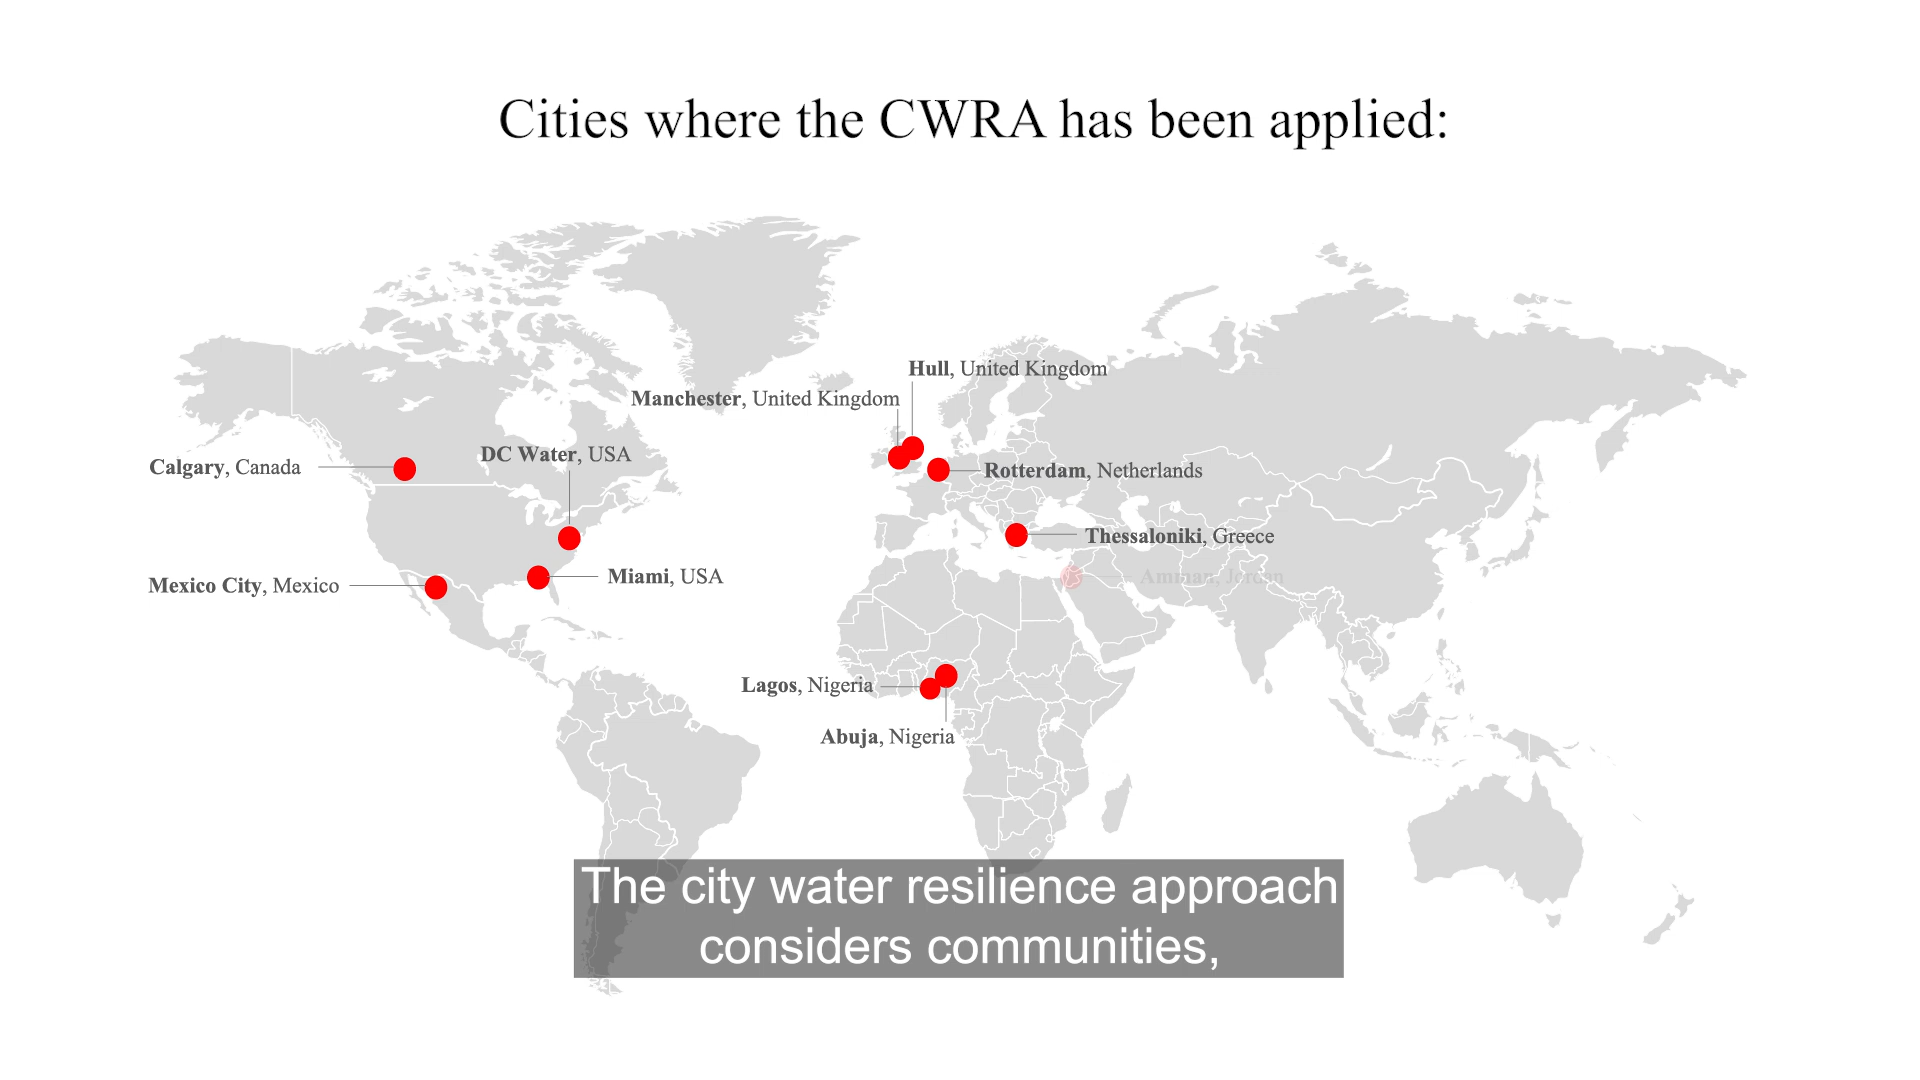 Cities where the CWRA has been applied:
Hull, United Kingdom
Manchester, United Kingdom
DC Water, USA
Calgary, Canada
Rotterdam, Netherlands
Thessaloniki, Greece
Amman, Jordan
Miami, USA
Mexico City, Mexico
Lagos, Nigeria
Abuja, Nigeria
The city water resilience approach
considers communities,